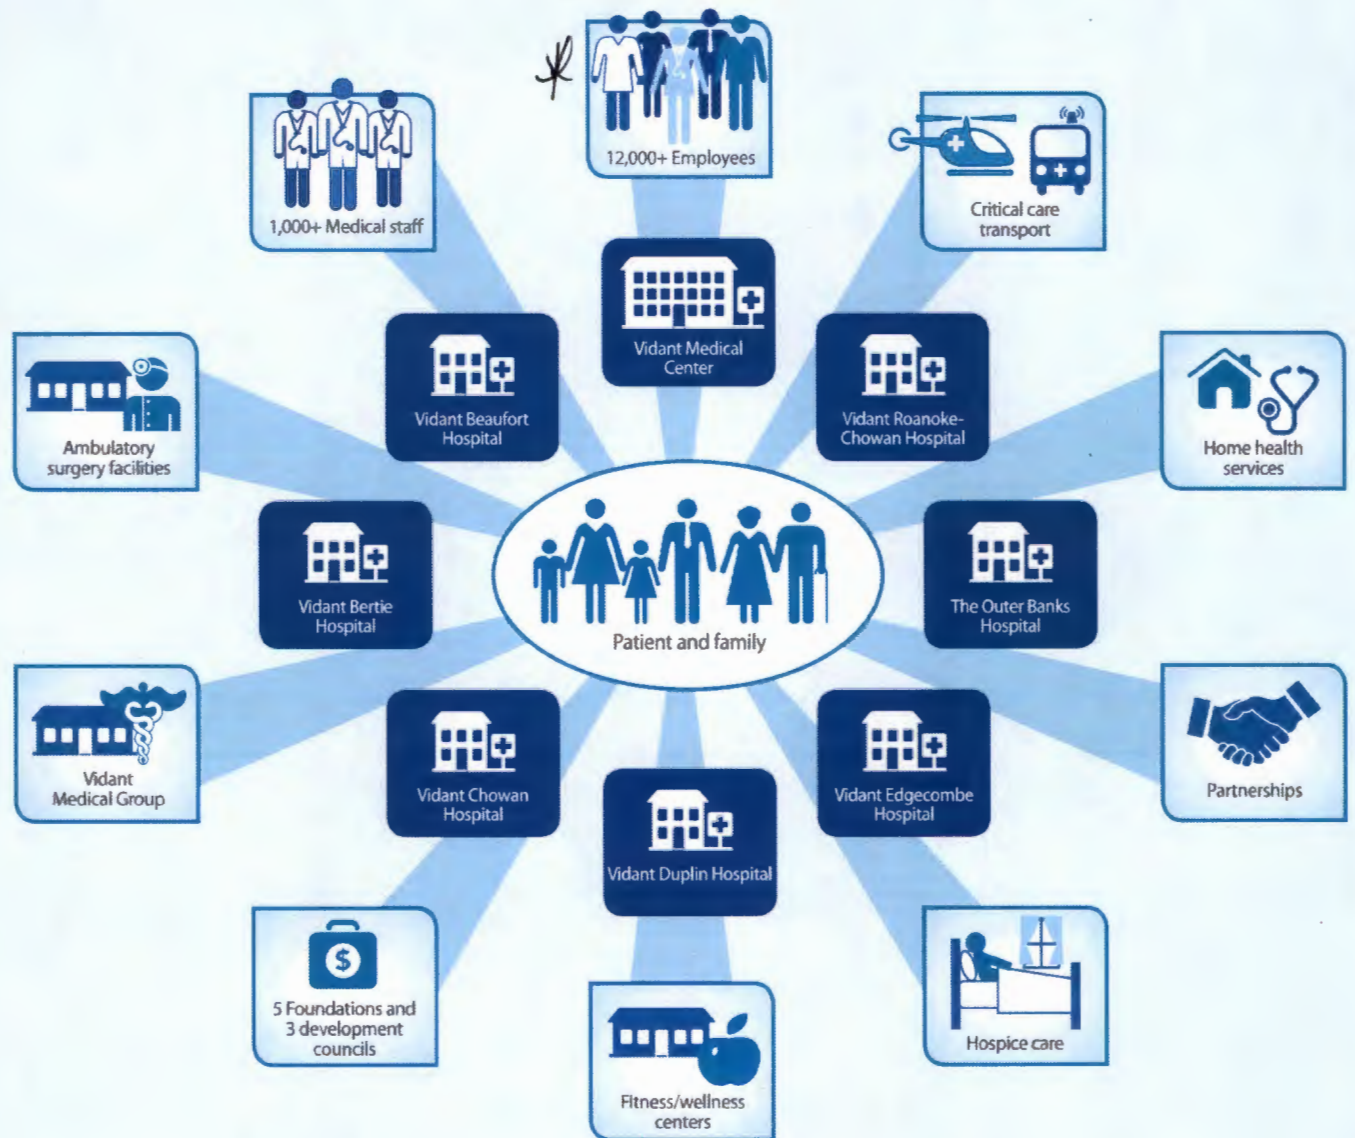 12,000+ Employees
1,000+ Medical staff
Critical care
transport
Vidant Medical
Center
Vidant Beaufort
Hospital
Vidant Roanoke-
Chowan Hospital
Ambulatory
surgery facilities
Home health
services
Vidant Bertie
Hospital
The Outer Banks
Hospital
Patient and family
Vidant
Medical Group
Vidant Chowan
Hospital
Vidant Edgecombe
Hospital
Partnerships
Vidant Duplin Hospital
$
5 Foundations and
3 development
councils
Hospice care
Fitness/wellness
centers